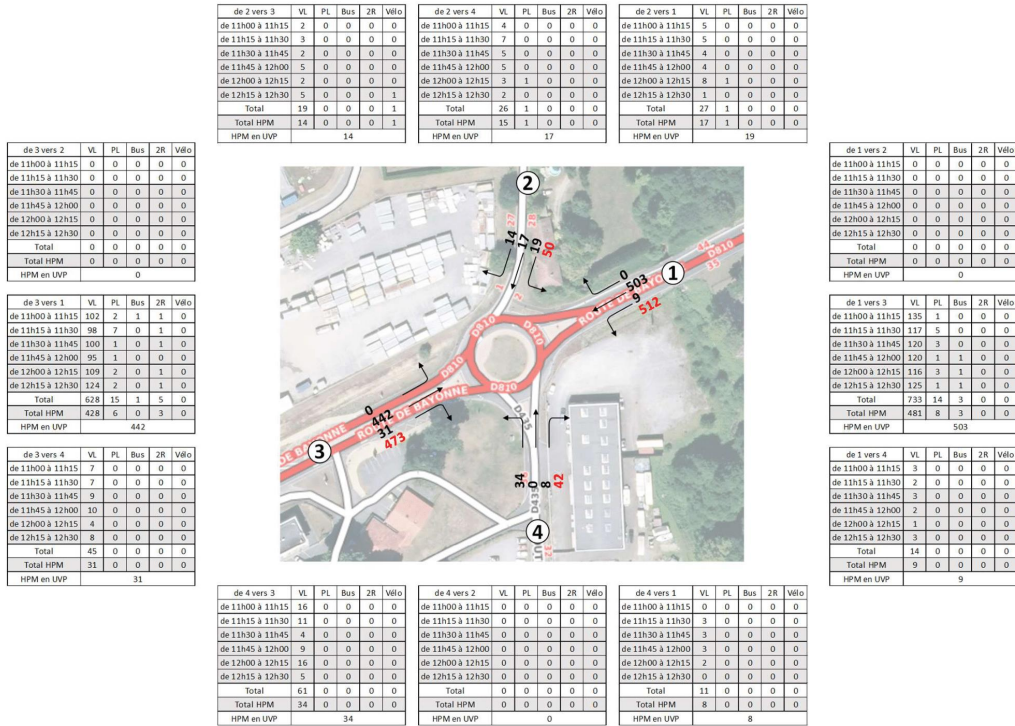 de 2 vers 3 VL PL Bus 2R Vélo
de 11h00 à 11h15 2 0 0 0 0
de 11h15 à 11h30 3 0 0 0 0
de 11h30 à 11h45 2 0 0 0 0
de 11h45 à 12h00 5 0 0 0 0
de 12h00 à 12h15 2 0 0 0 0
de 12h15 à 12h30 5 0 0 0 1
Total 19 0 0 0 1
Total HPM 14 0 0 0 1
HPM en UVP 14
de 2 vers 4 VL PL Bus 2R Vélo
de 11h00 à 11h15 4 0 0 0 0
de 11h15 à 11h30 7 0 0 0 0
de 11h30 à 11h45 5 0 0 0 0
de 11h45 à 12h00 5 0 0 0 0
de 12h00 à 12h15 3 1 0 0 0
de 12h15 à 12h30 2 0 0 0 0
Total 26 1 0 0 0
Total HPM 15 1 0 0 0
HPM en UVP 17
de 2 vers 1 VL PL Bus 2R Vélo
de 11h00 à 11h15 5 0 0 0 0
de 11h15 à 11h30 5 0 0 0 0
de 11h30 à 11h45 4 0 0 0 0
de 11h45 à 12h00 4 0 0 0 0
de 12h00 à 12h15 8 1 0 0 0
de 12h15 à 12h30 1 0 0 0 0
Total 27 1 0 0 0
Total HPM 17 1 0 0 0
HPM en UVP 19
de 3 vers 2 VL PL Bus 2R Vélo
de 11h00 à 11h15 0 0 0 0 0
de 11h15 à 11h30 0 0 0 0 0
de 11h30 à 11h45 0 0 0 0 0
de 11h45 à 12h00 0 0 0 0 0
de 12h00 à 12h15 0 0 0 0 0
de 12h15 à 12h30 0 0 0 0 0
Total 0 0 0 0 0
Total HPM 0 0 0 0 0
HPM en UVP 0
de 3 vers 1 VL PL Bus 2R Vélo
de 11h00 à 11h15 102 2 1 1 0
de 11h15 à 11h30 98 7 0 1 0
de 11h30 à 11h45 100 1 0 1 0
de 11h45 à 12h00 95 1 0 0 0
de 12h00 à 12h15 109 2 0 1 0
de 12h15 à 12h30 124 2 0 1 0
Total 628 15 1 5 0
Total HPM 428 6 0 3 0
HPM en UVP 442
de 3 vers 4 VL PL Bus 2R Vélo
de 11h00 à 11h15 7 0 0 0 0
de 11h15 à 11h30 7 0 0 0 0
de 11h30 à 11h45 9 0 0 0 0
de 11h45 à 12h00 10 0 0 0 0
de 12h00 à 12h15 4 0 0 0 0
de 12h15 à 12h30 8 0 0 0 0
Total 45 0 0 0 0
Total HPM 31 0 0 0 0
HPM en UVP 31
2
27
28
14
17
19
50
1
2
1
44
35
0
503
9
512
ROUTE DE BAYO
D810
D810
D810
D810
D810
0
442
31
473
DE BAYONNE
ROUTE DE BAYONNE
3
D435
D435
34
0
8
42
4
32
UT
de 1 vers 2 VL PL Bus 2R Vélo
de 11h00 à 11h15 0 0 0 0 0
de 11h15 à 11h30 0 0 0 0 0
de 11h30 à 11h45 0 0 0 0 0
de 11h45 à 12h00 0 0 0 0 0
de 12h00 à 12h15 0 0 0 0 0
de 12h15 à 12h30 0 0 0 0 0
Total 0 0 0 0 0
Total HPM 0 0 0 0 0
HPM en UVP 0
de 1 vers 3 VL PL Bus 2R Vélo
de 11h00 à 11h15 135 1 0 0 0
de 11h15 à 11h30 117 5 0 0 0
de 11h30 à 11h45 120 3 0 0 0
de 11h45 à 12h00 120 1 1 0 0
de 12h00 à 12h15 116 3 1 0 0
de 12h15 à 12h30 125 1 1 0 0
Total 733 14 3 0 0
Total HPM 481 8 3 0 0
HPM en UVP 503
de 1 vers 4 VL PL Bus 2R Vélo
de 11h00 à 11h15 3 0 0 0 0
de 11h15 à 11h30 2 0 0 0 0
de 11h30 à 11h45 3 0 0 0 0
de 11h45 à 12h00 2 0 0 0 0
de 12h00 à 12h15 1 0 0 0 0
de 12h15 à 12h30 3 0 0 0 0
Total 14 0 0 0 0
Total HPM 9 0 0 0 0
HPM en UVP 9
de 4 vers 3 VL PL Bus 2R Vélo
de 11h00 à 11h15 16 0 0 0 0
de 11h15 à 11h30 11 0 0 0 0
de 11h30 à 11h45 4 0 0 0 0
de 11h45 à 12h00 9 0 0 0 0
de 12h00 à 12h15 16 0 0 0 0
de 12h15 à 12h30 5 0 0 0 0
Total 61 0 0 0 0
Total HPM 34 0 0 0 0
HPM en UVP 34
de 4 vers 2 VL PL Bus 2R Vélo
de 11h00 à 11h15 0 0 0 0 0
de 11h15 à 11h30 0 0 0 0 0
de 11h30 à 11h45 0 0 0 0 0
de 11h45 à 12h00 0 0 0 0 0
de 12h00 à 12h15 0 0 0 0 0
de 12h15 à 12h30 0 0 0 0 0
Total 0 0 0 0 0
Total HPM 0 0 0 0 0
HPM en UVP 0
de 4 vers 1 VL PL Bus 2R Vélo
de 11h00 à 11h15 0 0 0 0 0
de 11h15 à 11h30 3 0 0 0 0
de 11h30 à 11h45 3 0 0 0 0
de 11h45 à 12h00 3 0 0 0 0
de 12h00 à 12h15 2 0 0 0 0
de 12h15 à 12h30 0 0 0 0 0
Total 11 0 0 0 0
Total HPM 8 0 0 0 0
HPM en UVP 8